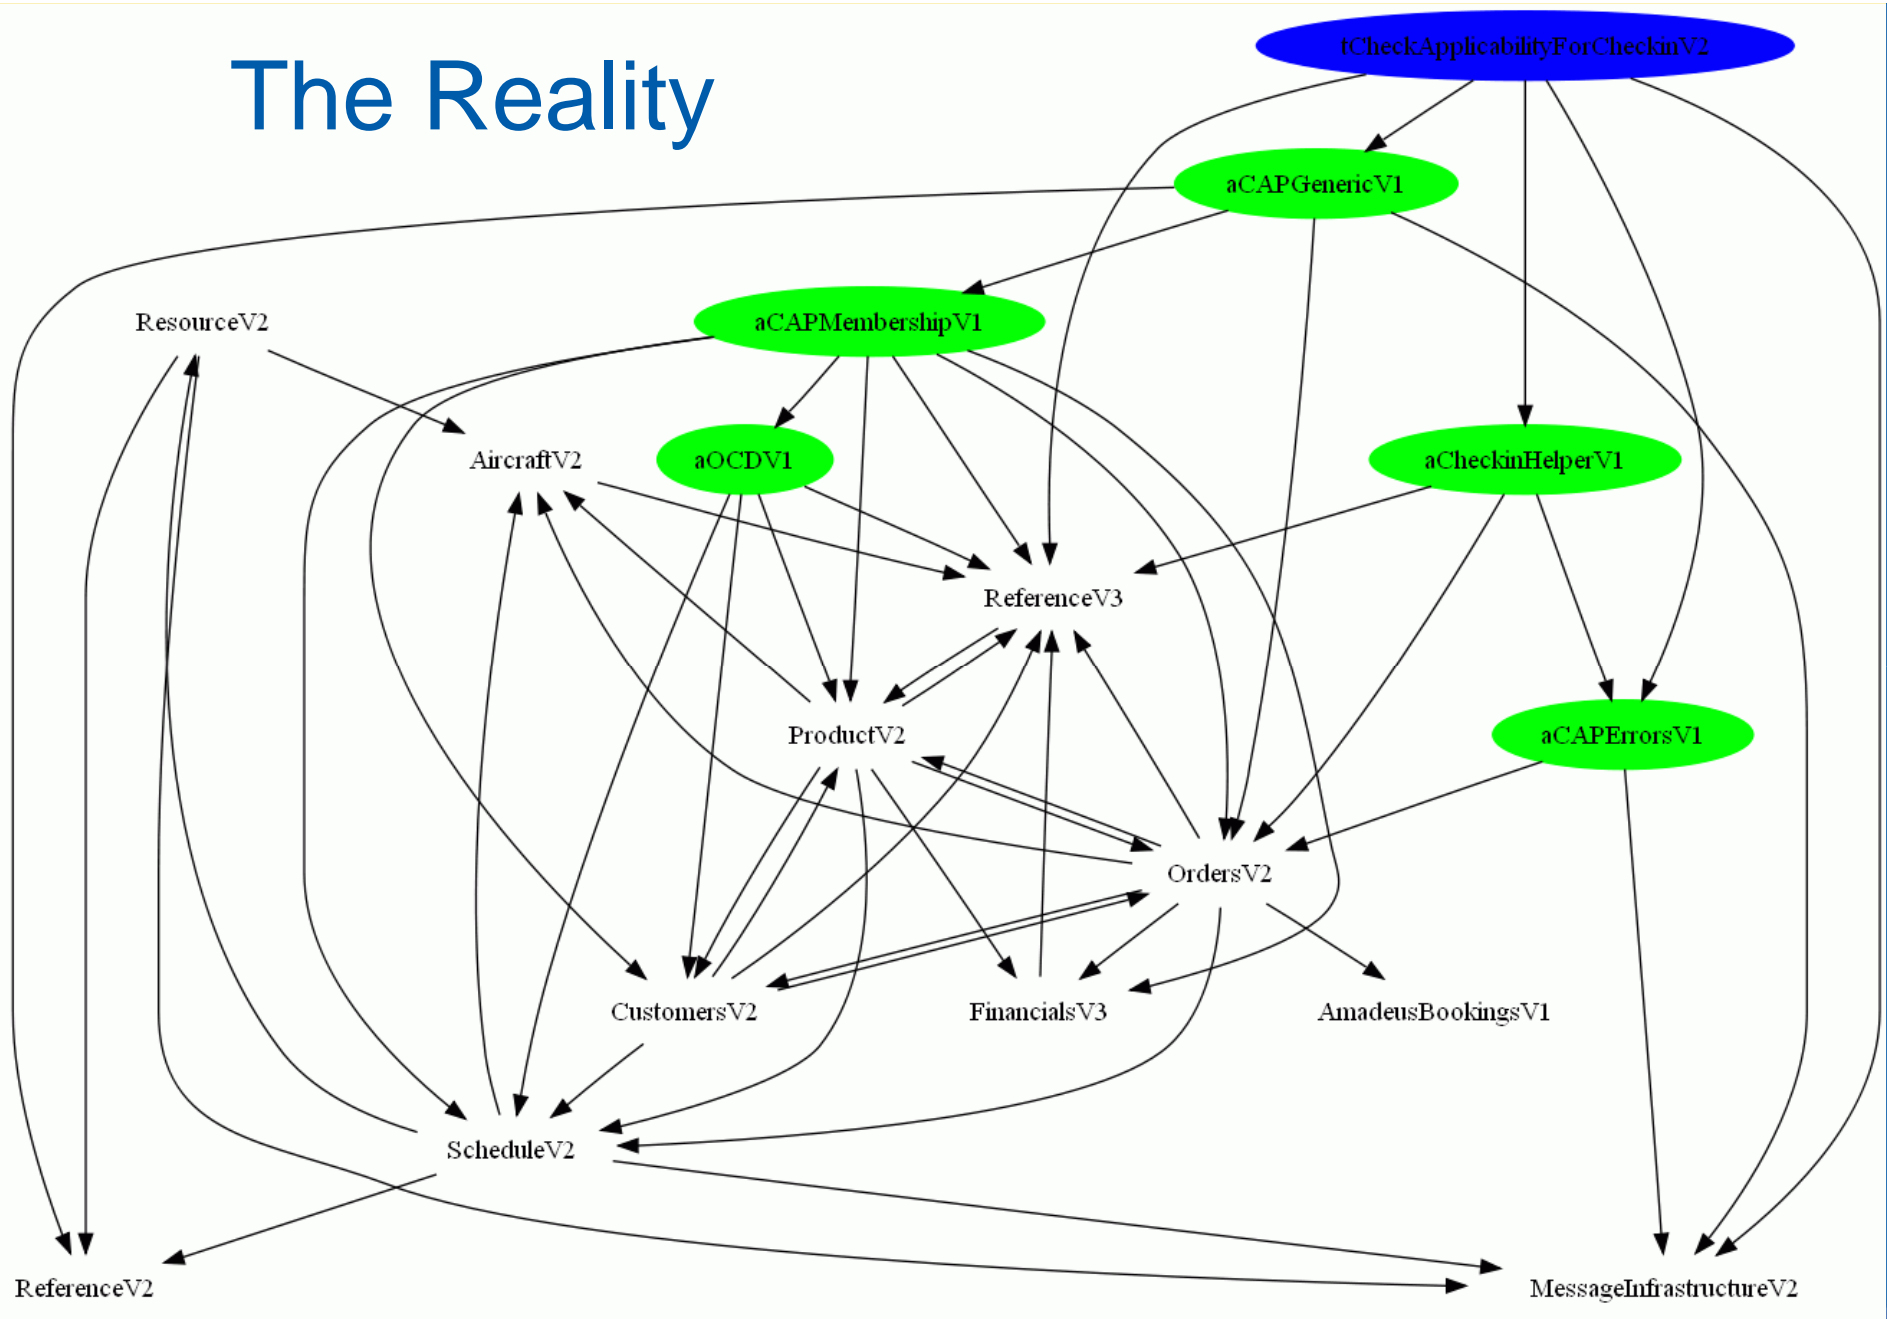 The Reality
tCheckApplicabilityForCheckinV2
aCAPGenericV1
ResourceV2
aCAPMembershipV1
AircraftV2
aOCDV1
aCheckinHelperV1
ReferenceV3
ProductV2
aCAPErrorsV1
OrdersV2
CustomersV2
FinancialsV3
AmadeusBookingsV1
ScheduleV2
ReferenceV2
MessageInfrastructureV2